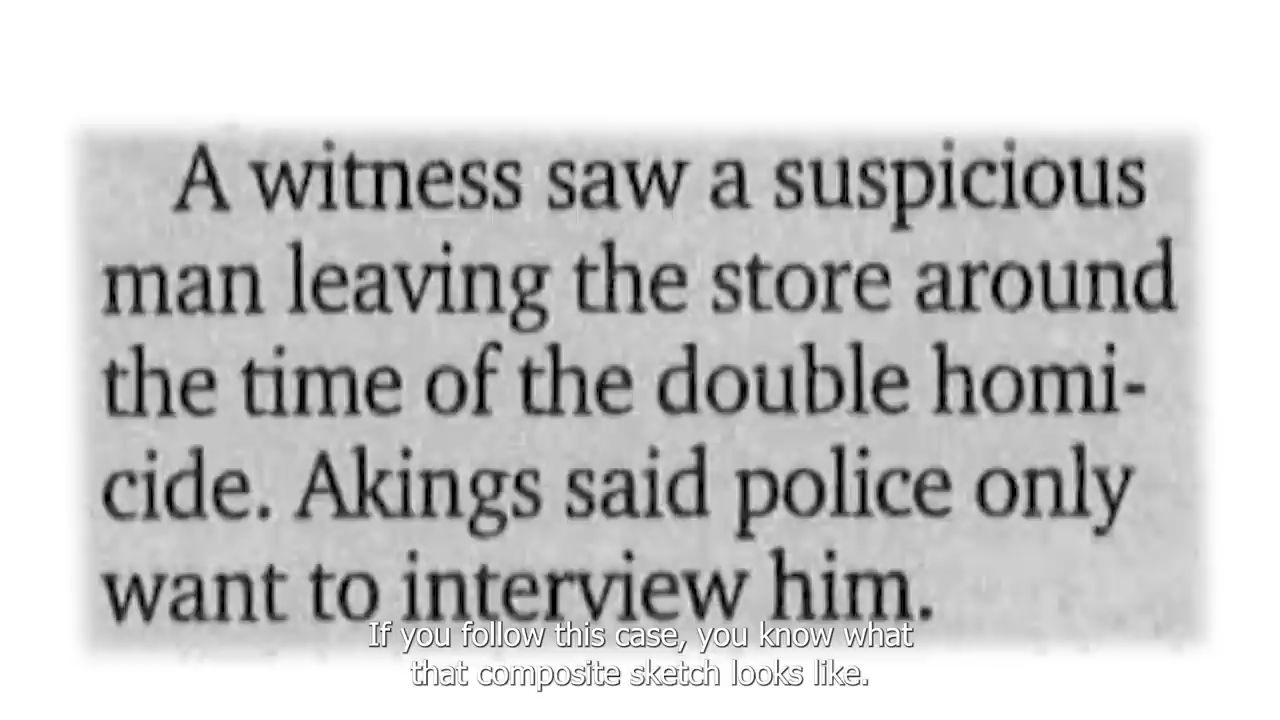 A witness saw a suspicious
man leaving the store around
the time of the double homi-
cide. Akings said police only
want to interview him.
If you follow this case, you know what
that composite sketch looks like.